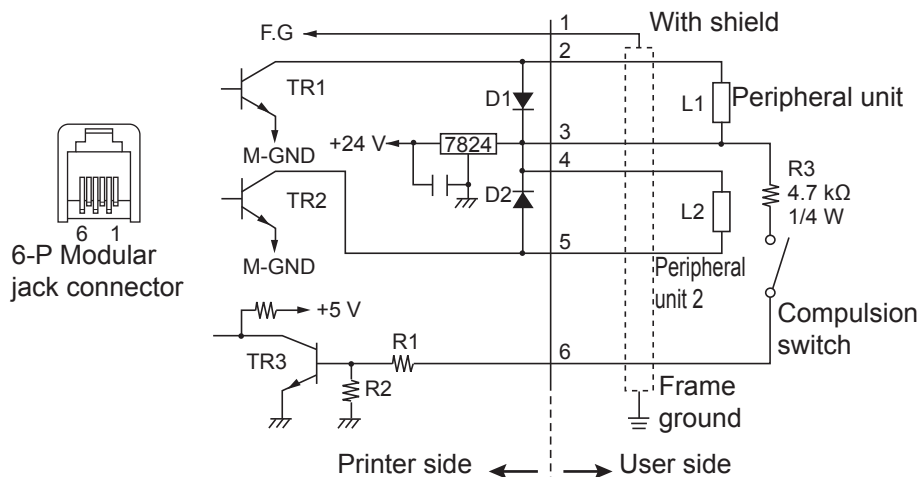 1
With shield
F.G
2
TR1
D1
L1
Peripheral unit
+24 V
7824
3
M-GND
4
R3
4.7 kΩ
1/4 W
TR2
D2
L2
6 1
6-P Modular
jack connector
M-GND
5
Peripheral
unit 2
+5 V
Compulsion
switch
TR3
R1
6
R2
Frame
ground
Printer side
User side